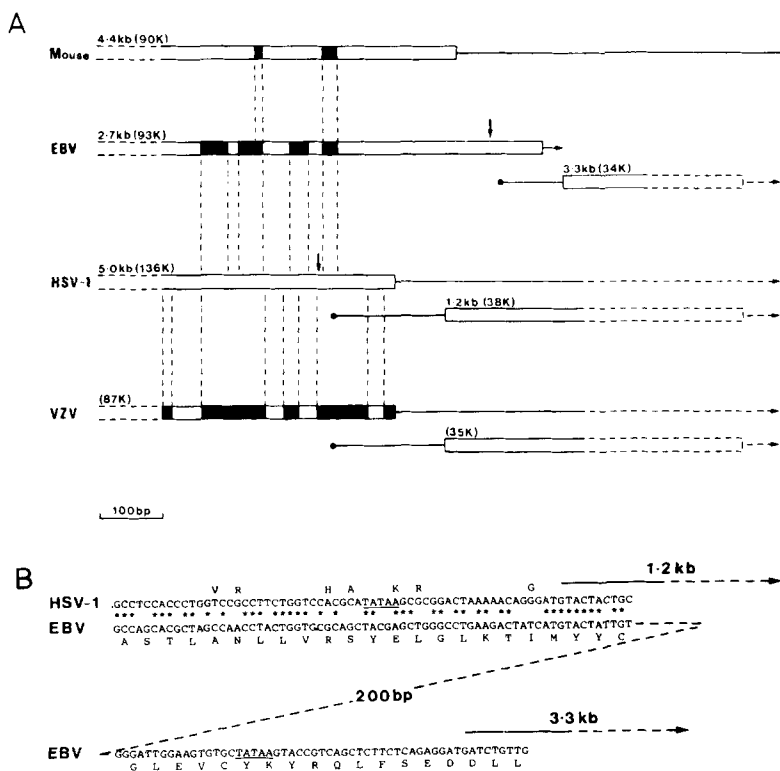 A
4·4kb(90K)
Mouse
2·7kb(93K)
EBV
3·3kb(34K)
5·0kb(136K)
HSV-1
1·2kb(38K)
(87K)
VZV
(35K)
100bp
B
1·2kb
V R H A K R G
HSV-1 .GCCTCCACCCTGGTCCGCCTTCTGGTCCACGCATATAAGCGCGGACTAAAAACAGGGATGTACTACTGC
*** *** ** ** *** ****** * * ** *** ** ** ** ** ******** **
EBV GCCAGCACGCTAGCCAACCTACTGGTGCGCAGCTACGAGCTGGGCCTGAAGACTATCATGTACTATTGT
A S T L A N L L V R S Y E L G L K T I M Y Y C
200bp
3·3kb
EBV GGGATTGGAAGTGTGCTATAAGTACCGTCAGCTCTTCTCAGAGGATGATCTGTTG
G L E V C Y K Y R Q L F S E D D L L